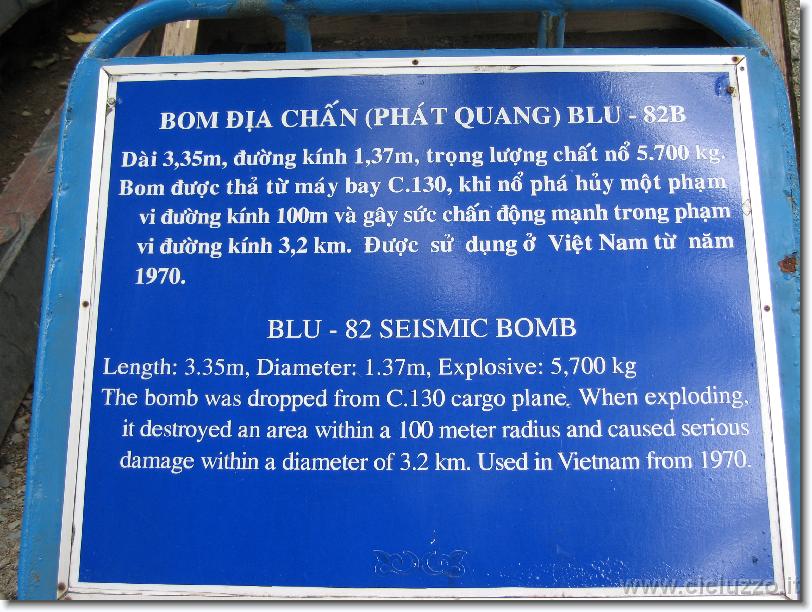 BOM ĐỊA CHẤN (PHÁT QUANG) BLU - 82B
Dài 3,35m, đường kính 1,37m, trọng lượng chất nổ 5.700 kg.
Bom được thả từ máy bay C.130, khi nổ phá hủy một phạm
vi đường kính 100m và gây sức chấn động mạnh trong phạm
vi đường kính 3,2 km. Được sử dụng ở Việt Nam từ năm
1970.
BLU - 82 SEISMIC BOMB
Length: 3.35m, Diameter: 1.37m, Explosive: 5,700 kg
The bomb was dropped from C.130 cargo plane. When exploding,
it destroyed an area within a 100 meter radius and caused serious
damage within a diameter of 3.2 km. Used in Vietnam from 1970.
www.cicluzzo.it